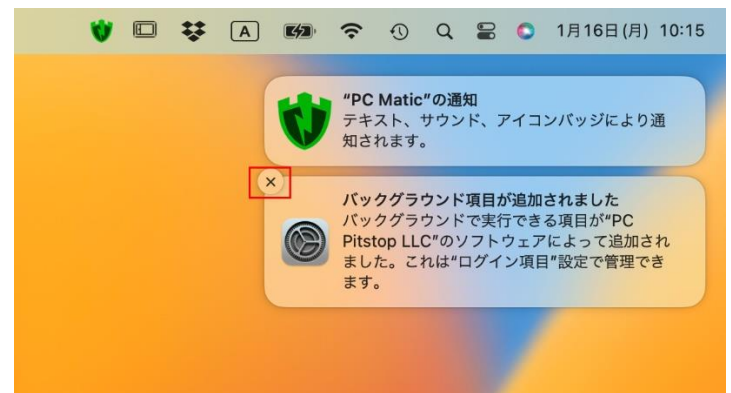 A
1月16日(月) 10:15
“PC Matic”の通知
テキスト、サウンド、アイコンバッジにより通
知されます。
バックグラウンド項目が追加されました
バックグラウンドで実行できる項目が“PC
Pitstop LLC”のソフトウェアによって追加され
ました。これは“ログイン項目”設定で管理でき
ます。